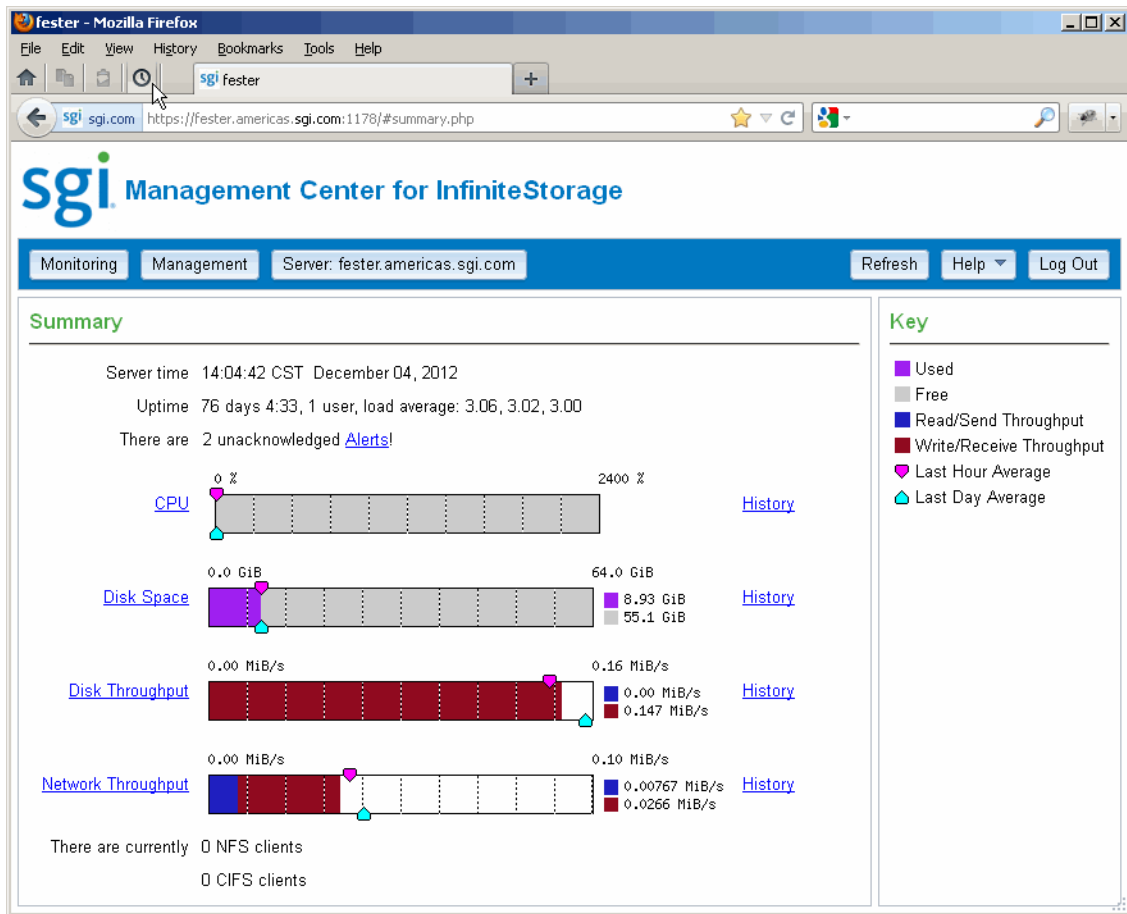 fester - Mozilla Firefox
File Edit View History Bookmarks Tools Help
sgi fester
sgi sgi.com https://fester.americas.sgi.com:1178/#summary.php
sgi Management Center for InfiniteStorage
Monitoring Management Server: fester.americas.sgi.com Refresh Help Log Out
Summary
Server time 14:04:42 CST December 04, 2012
Uptime 76 days 4:33, 1 user, load average: 3.06, 3.02, 3.00
There are 2 unacknowledged Alerts!
0 % 2400 %
CPU History
0.0 GiB 64.0 GiB
Disk Space 8.93 GiB History
55.1 GiB
0.00 MiB/s 0.16 MiB/s
Disk Throughput 0.00 MiB/s History
0.147 MiB/s
0.00 MiB/s 0.10 MiB/s
Network Throughput 0.00767 MiB/s History
0.0266 MiB/s
There are currently 0 NFS clients
0 CIFS clients
Key
Used
Free
Read/Send Throughput
Write/Receive Throughput
Last Hour Average
Last Day Average